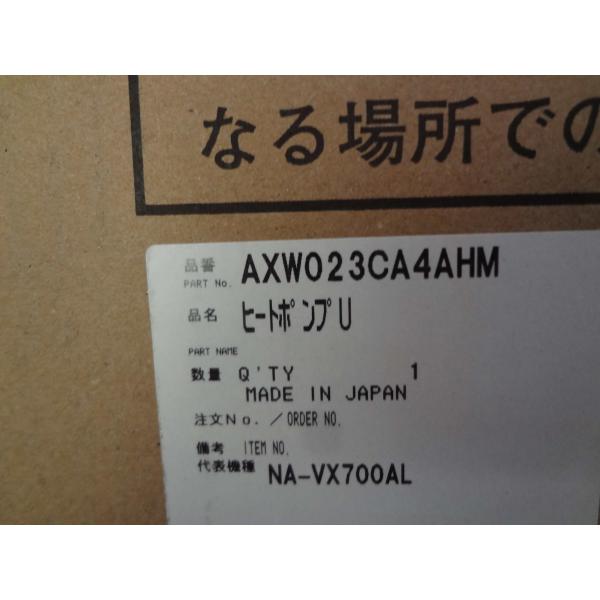 なる場所での
品番 AXW023CA4AHM
PART No.
品名 ヒートポンプU
PART NAME
数量 Q'TY 1
MADE IN JAPAN
注文No. / ORDER NO.
備考 ITEM NO.
代表機種 NA-VX700AL